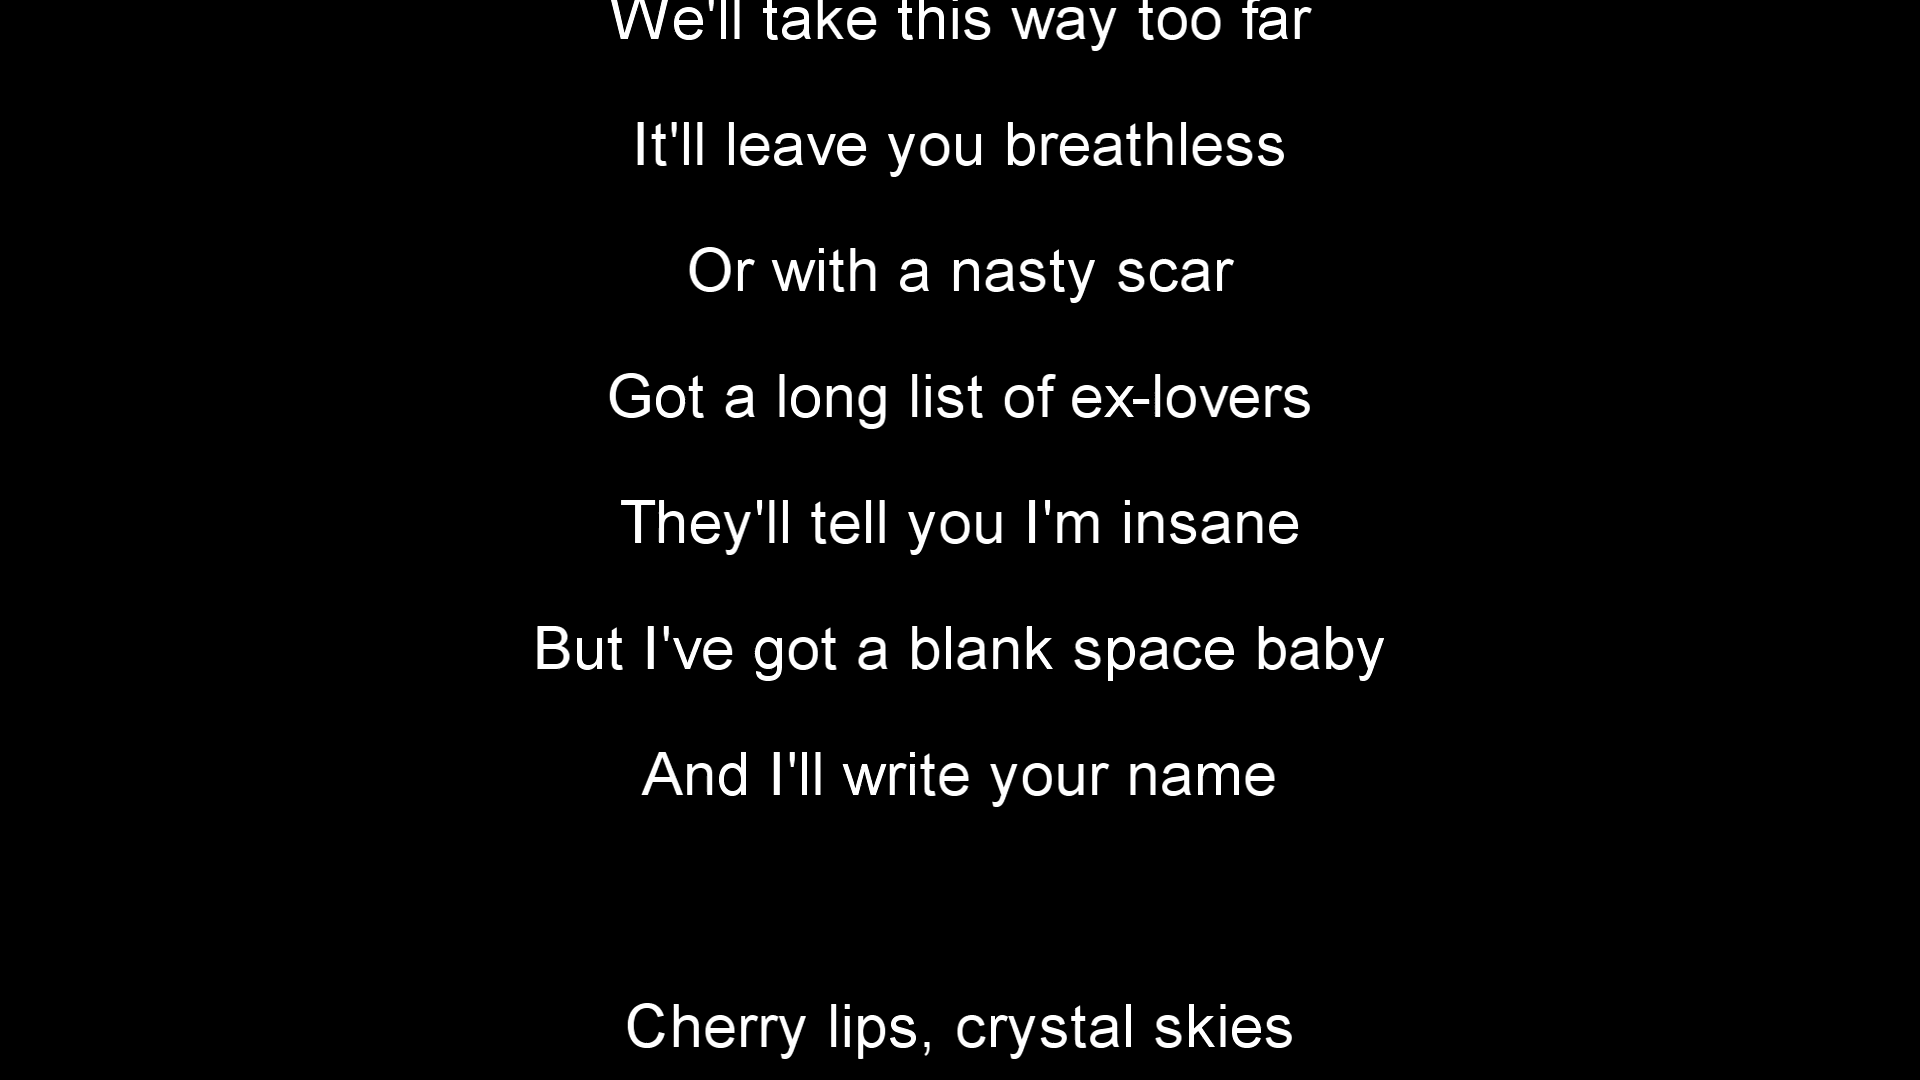 We'll take this way too far
It'll leave you breathless
Or with a nasty scar
Got a long list of ex-lovers
They'll tell you I'm insane
But I've got a blank space baby
And I'll write your name
Cherry lips, crystal skies